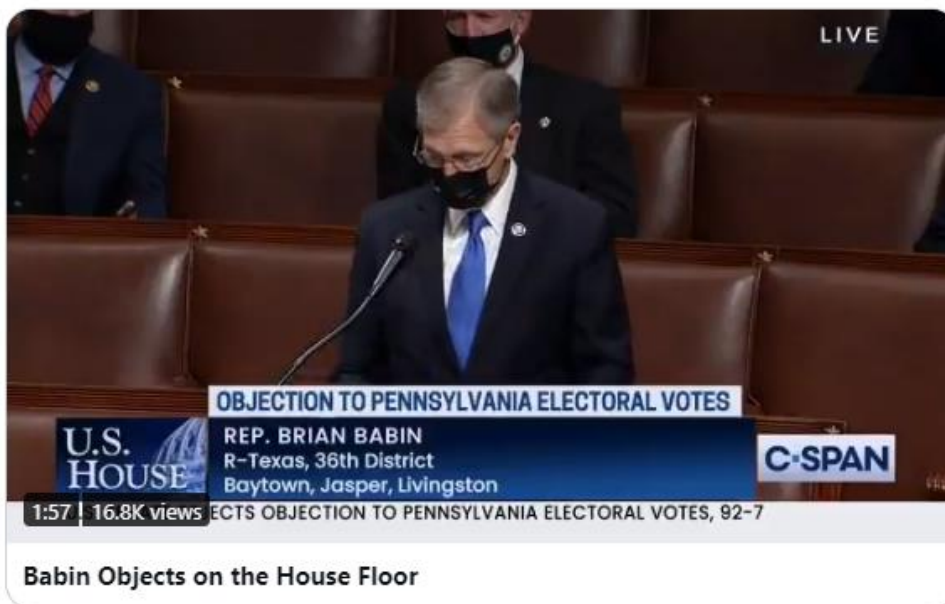 LIVE
OBJECTION TO PENNSYLVANIA ELECTORAL VOTES
U.S.
HOUSE
REP. BRIAN BABIN
R-Texas, 36th District
Baytown, Jasper, Livingston
C-SPAN
1:57 16.8K views
ECTS OBJECTION TO PENNSYLVANIA ELECTORAL VOTES, 92-7
Babin Objects on the House Floor